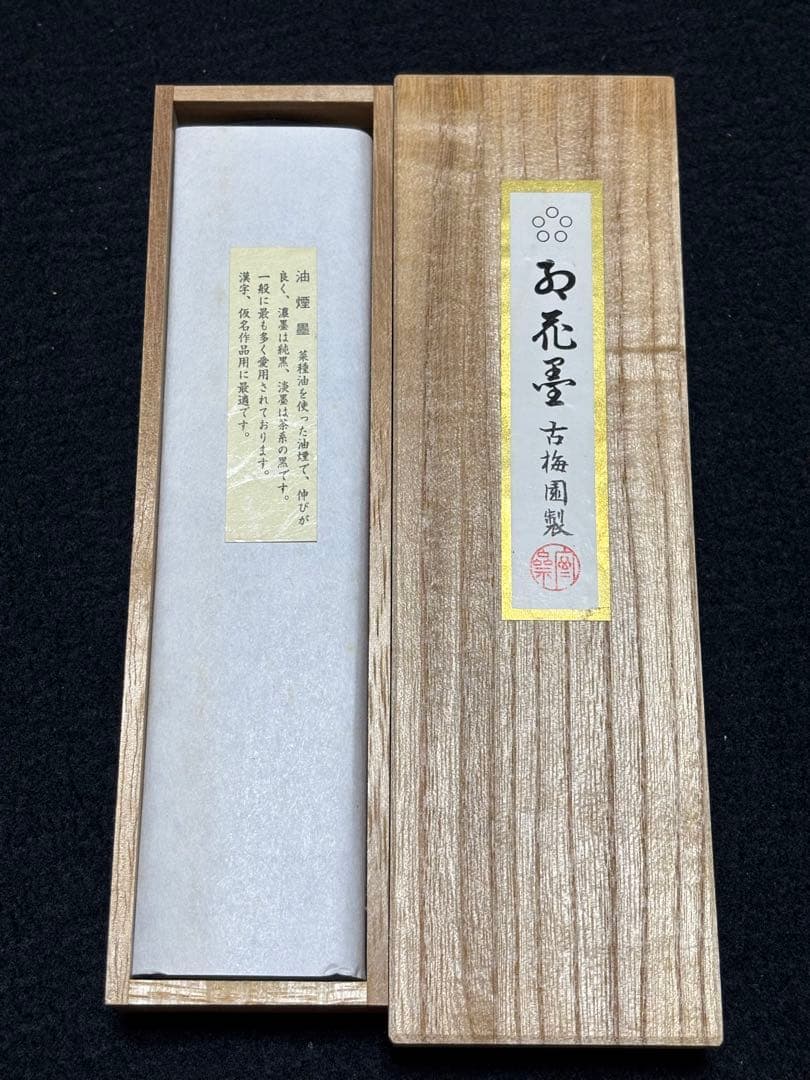 油煙墨 菜種油を使った油煙で、伸びが
良く、濃墨は純黒、淡墨は茶系の黒です。
一般に最も多く愛用されております。
漢字、仮名作品用に最適です。
紅花墨 古梅園製